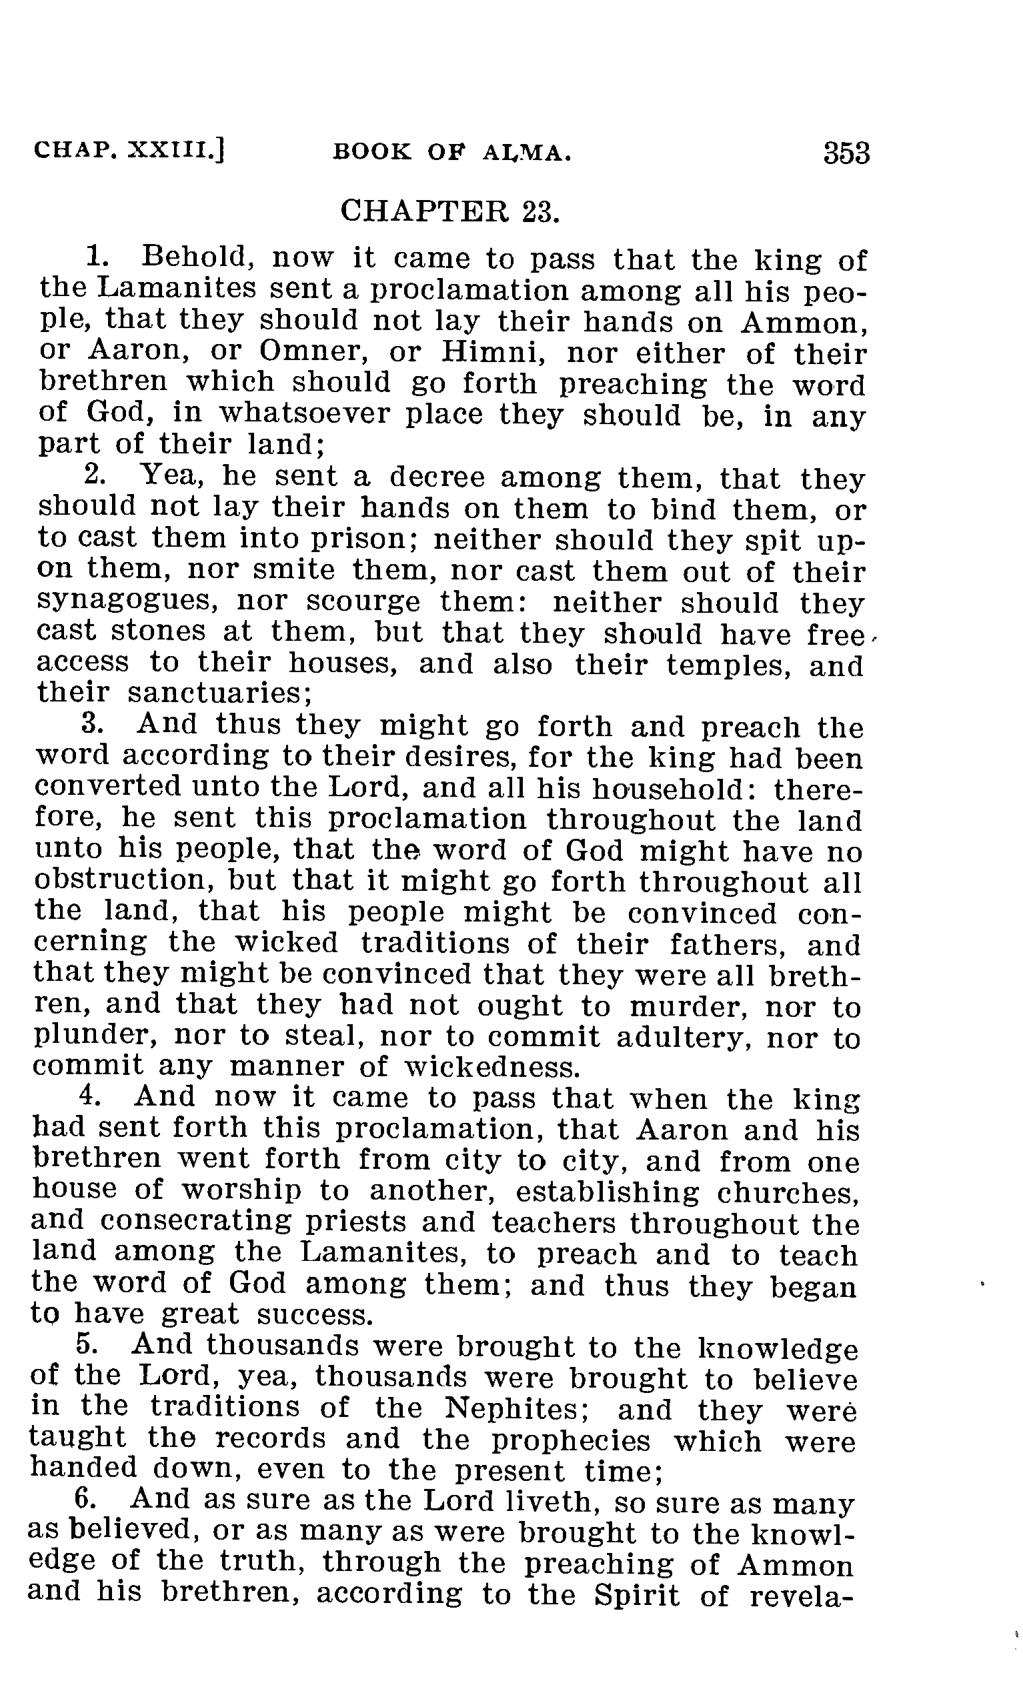 CHAP. XXIII.] BOOK OF ALMA. 353
CHAPTER 23.
1. Behold, now it came to pass that the king of
the Lamanites sent a proclamation among all his peo-
ple, that they should not lay their hands on Ammon,
or Aaron, or Omner, or Himni, nor either of their
brethren which should go forth preaching the word
of God, in whatsoever place they should be, in any
part of their land;
2. Yea, he sent a decree among them, that they
should not lay their hands on them to bind them, or
to cast them into prison; neither should they spit up-
on them, nor smite them, nor cast them out of their
synagogues, nor scourge them: neither should they
cast stones at them, but that they should have free
access to their houses, and also their temples, and
their sanctuaries;
3. And thus they might go forth and preach the
word according to their desires, for the king had been
converted unto the Lord, and all his household: there-
fore, he sent this proclamation throughout the land
unto his people, that the word of God might have no
obstruction, but that it might go forth throughout all
the land, that his people might be convinced con-
cerning the wicked traditions of their fathers, and
that they might be convinced that they were all breth-
ren, and that they had not ought to murder, nor to
plunder, nor to steal, nor to commit adultery, nor to
commit any manner of wickedness.
4. And now it came to pass that when the king
had sent forth this proclamation, that Aaron and his
brethren went forth from city to city, and from one
house of worship to another, establishing churches,
and consecrating priests and teachers throughout the
land among the Lamanites, to preach and to teach
the word of God among them; and thus they began
to have great success.
5. And thousands were brought to the knowledge
of the Lord, yea, thousands were brought to believe
in the traditions of the Nephites; and they were
taught the records and the prophecies which were
handed down, even to the present time;
6. And as sure as the Lord liveth, so sure as many
as believed, or as many as were brought to the knowl-
edge of the truth, through the preaching of Ammon
and his brethren, according to the Spirit of revela-